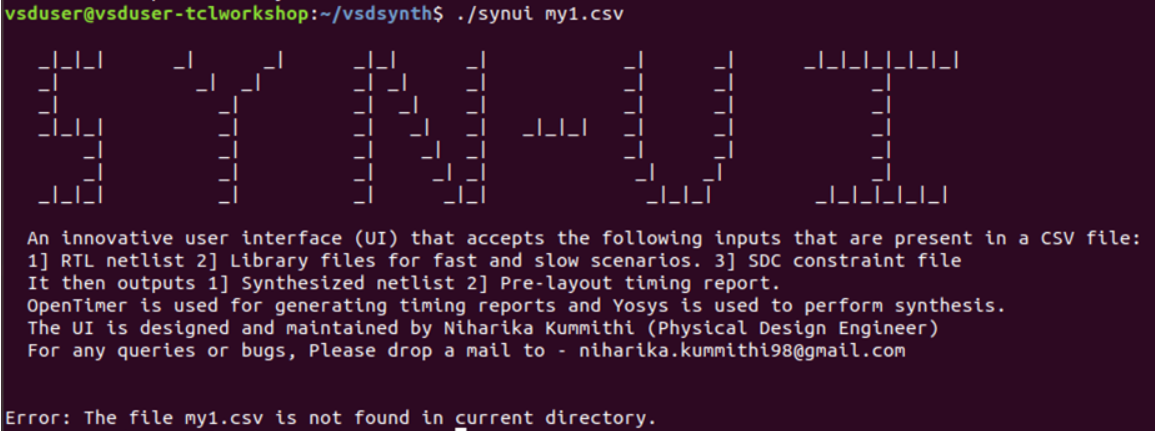 vsduser@vsduser-tclworkshop:~/vsdsynth$ ./synui my1.csv
SYN-UI
An innovative user interface (UI) that accepts the following inputs that are present in a CSV file:
1] RTL netlist 2] Library files for fast and slow scenarios. 3] SDC constraint file
It then outputs 1] Synthesized netlist 2] Pre-layout timing report.
OpenTimer is used for generating timing reports and Yosys is used to perform synthesis.
The UI is designed and maintained by Niharika Kummithi (Physical Design Engineer)
For any queries or bugs, Please drop a mail to - niharika.kummithi98@gmail.com
Error: The file my1.csv is not found in current directory.